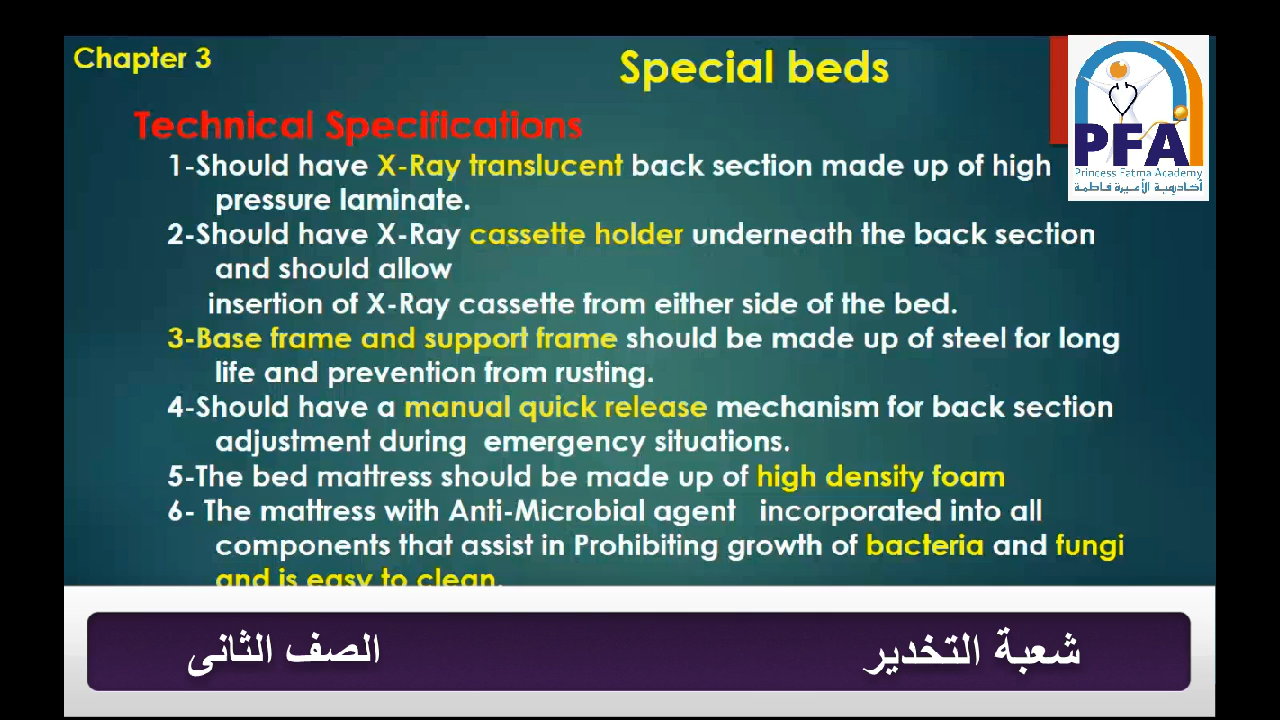 Chapter 3
Special beds
PFA
Princess Fatma Academy
أكاديمية الأميرة فاطمة
Technical Specifications
1-Should have X-Ray translucent back section made up of high
pressure laminate.
2-Should have X-Ray cassette holder underneath the back section
and should allow
insertion of X-Ray cassette from either side of the bed.
3-Base frame and support frame should be made up of steel for long
life and prevention from rusting.
4-Should have a manual quick release mechanism for back section
adjustment during emergency situations.
5-The bed mattress should be made up of high density foam
6- The mattress with Anti-Microbial agent incorporated into all
components that assist in Prohibiting growth of bacteria and fungi
and is easy to clean.
شعبة التخدير
الصف الثانى